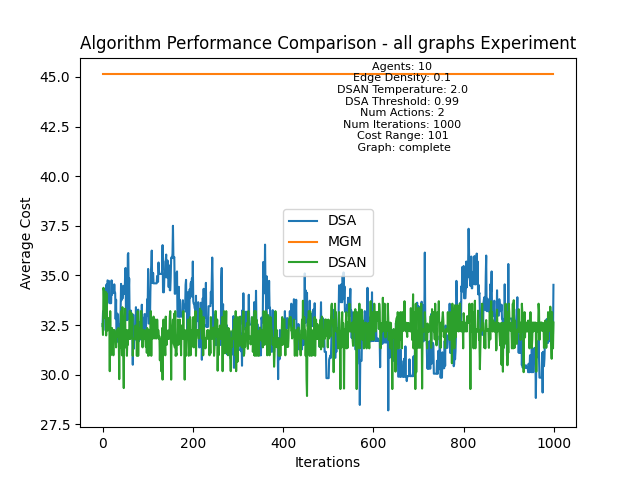 Algorithm Performance Comparison - all graphs Experiment
Agents: 10
Edge Density: 0.1
DSAN Temperature: 2.0
DSA Threshold: 0.99
Num Actions: 2
Num Iterations: 1000
Cost Range: 101
Graph: complete
DSA
MGM
DSAN
Average Cost
45.0
42.5
40.0
37.5
35.0
32.5
30.0
27.5
0
200
400
600
800
1000
Iterations